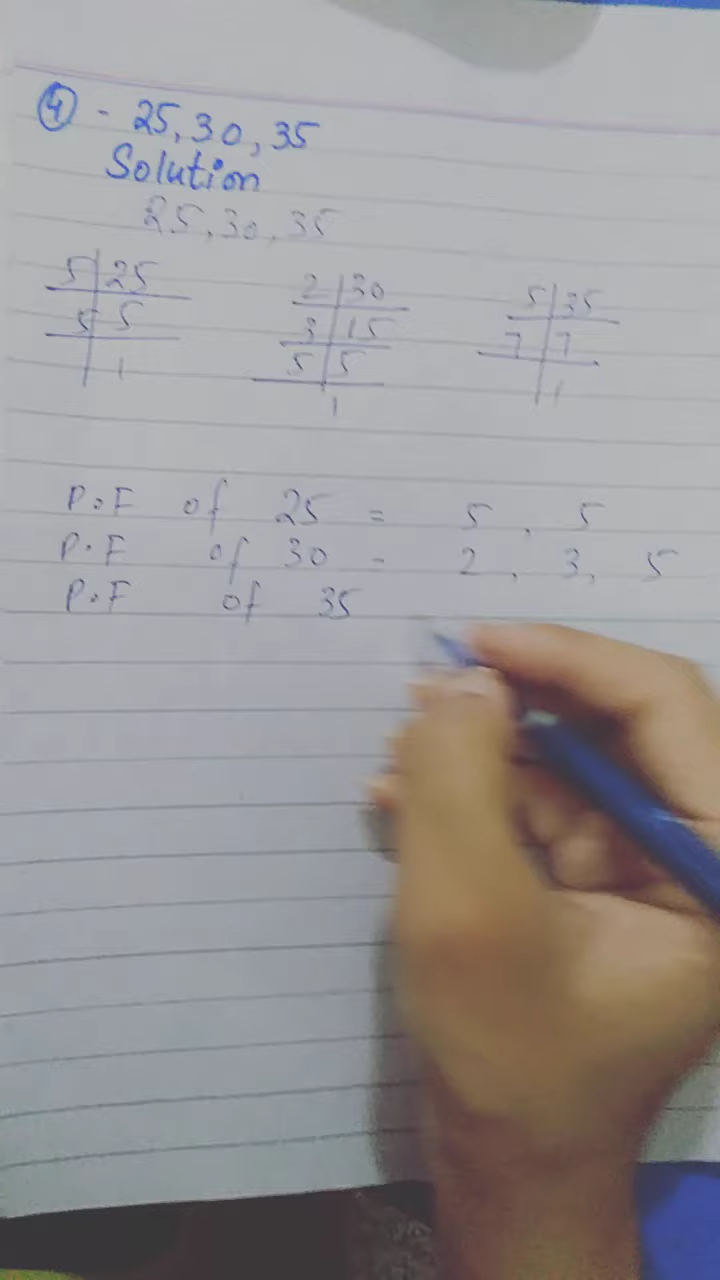 ④ - 25, 30, 35
Solution
25, 30, 35
5 | 25   2 | 30   5 | 35
5 | 5   3 | 15   7 | 7
1   5 | 5   1
1
P.F of 25 = 5, 5
P.F of 30 - 2, 3, 5
P.F of 35